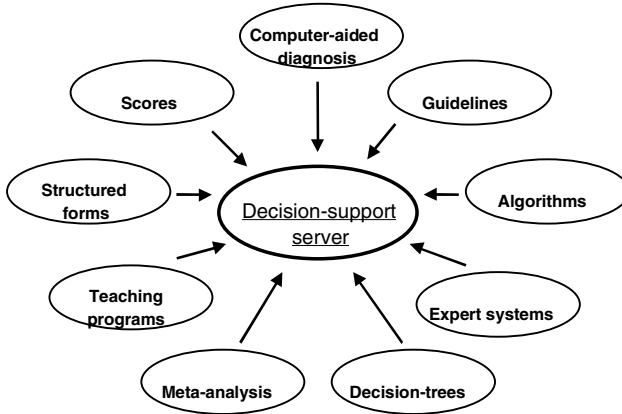 Computer-aided
diagnosis
Scores
Guidelines
Structured
forms
Decision-support
server
Algorithms
Teaching
programs
Expert systems
Meta-analysis
Decision-trees